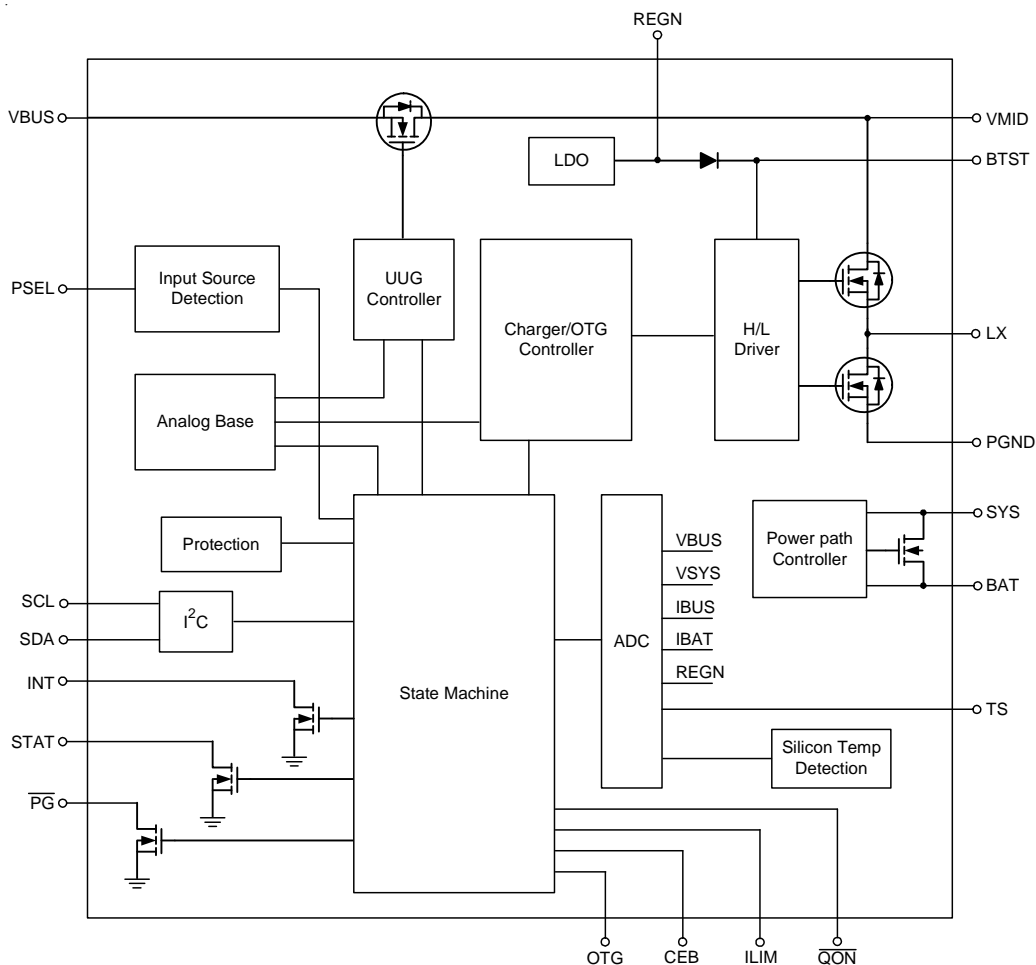 REGN
VBUS
VMID
LDO
BTST
PSEL
Input Source
Detection
UUG
Controller
Charger/OTG
Controller
H/L
Driver
LX
Analog Base
PGND
Protection
VBUS
Power path
Controller
SYS
VSYS
BAT
SCL
SDA
I²C
IBUS
ADC
IBAT
INT
State Machine
REGN
TS
STAT
Silicon Temp
Detection
P̅G̅
OTG
CEB
ILIM
Q̅O̅N̅